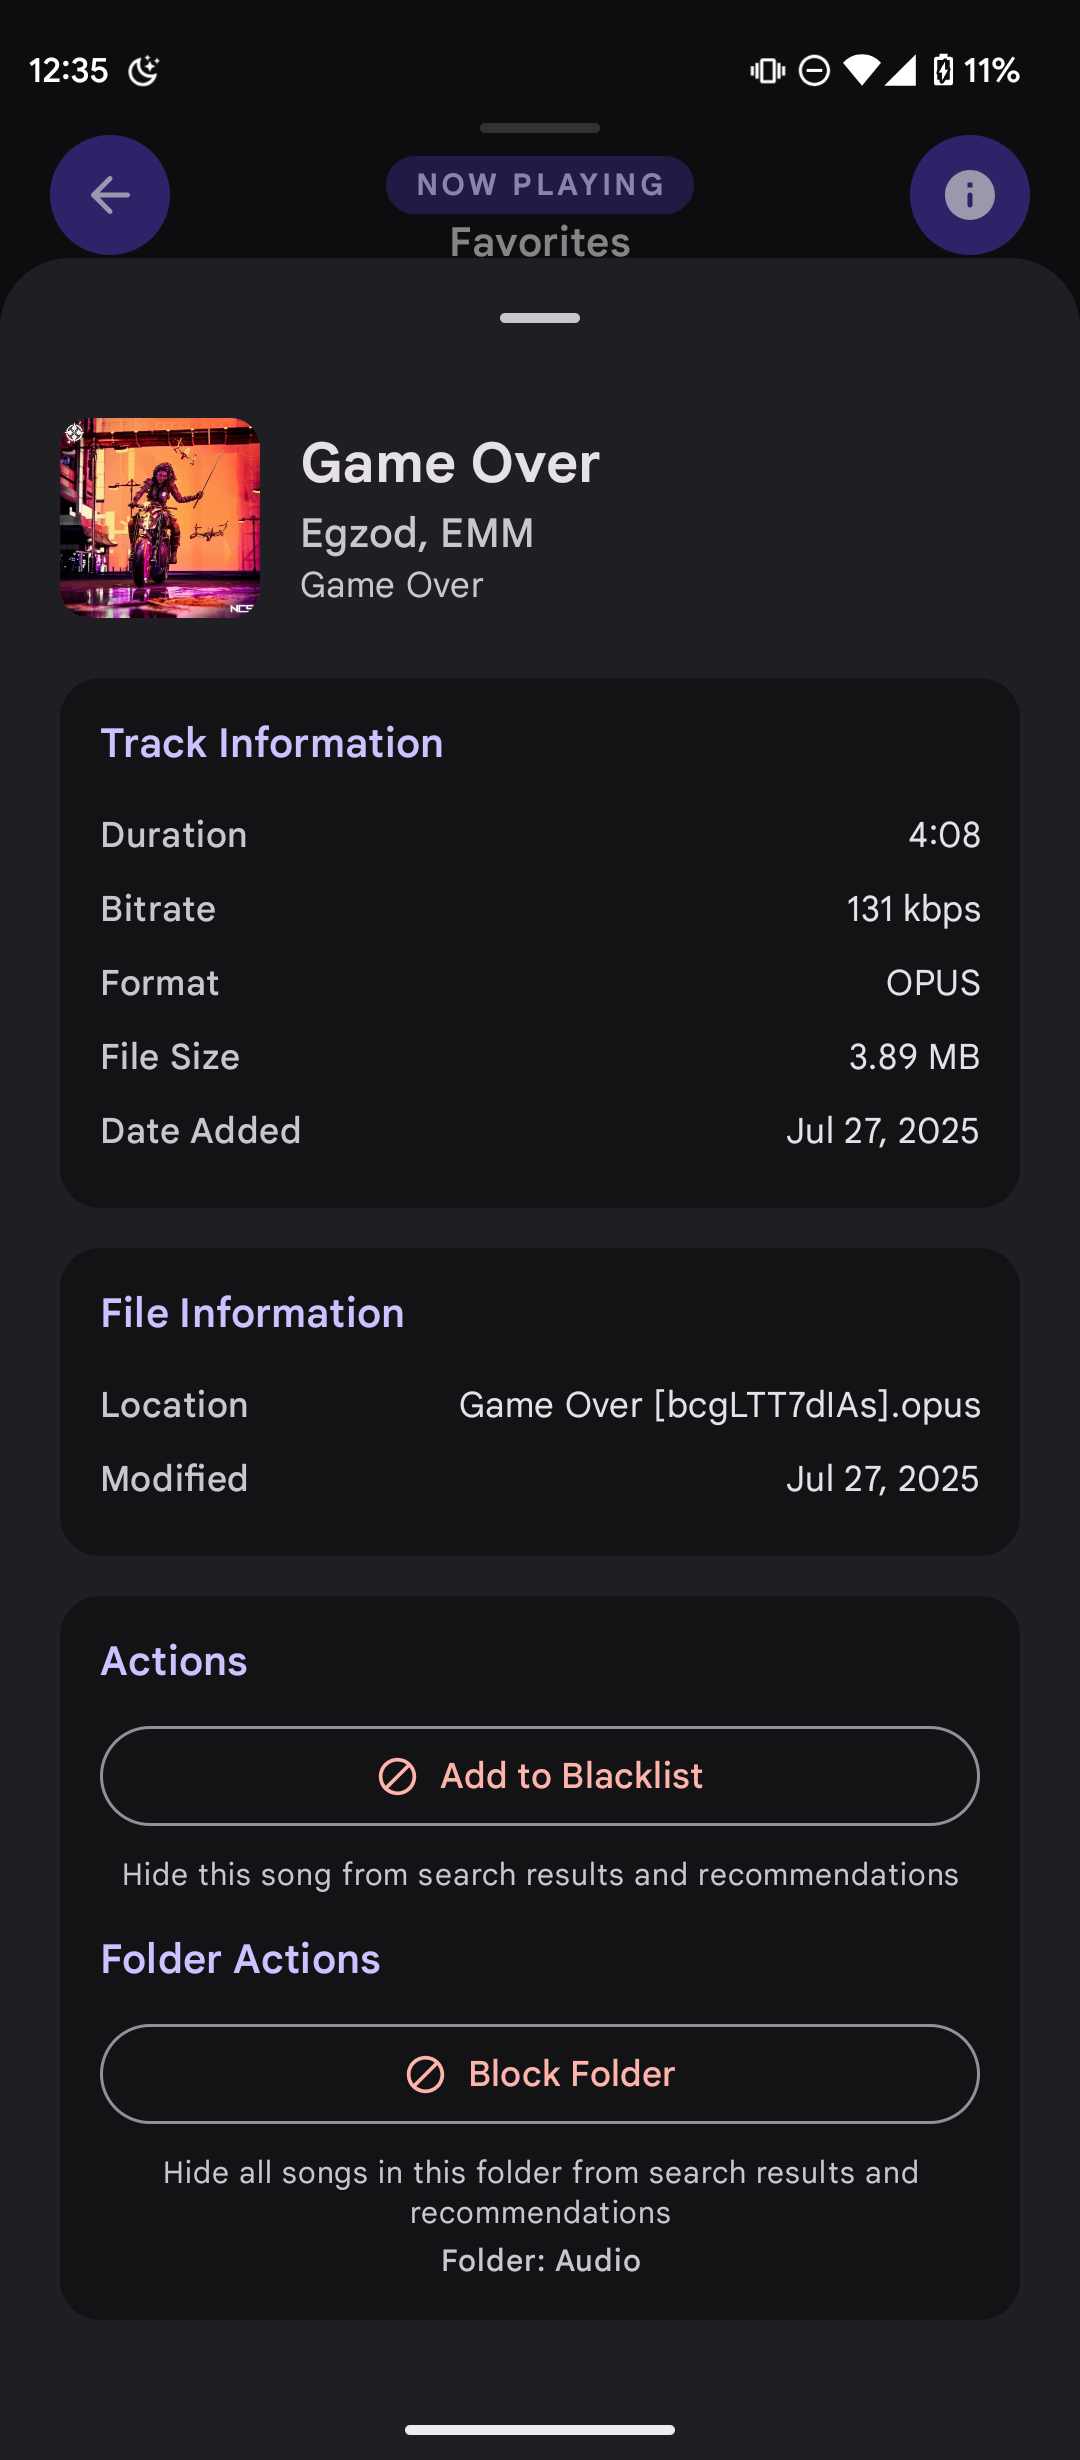 12:35
11%
NOW PLAYING
Favorites
NCS
Game Over
Egzod, EMM
Game Over
Track Information
Duration 4:08
Bitrate 131 kbps
Format OPUS
File Size 3.89 MB
Date Added Jul 27, 2025
File Information
Location Game Over [bcgLTT7dIAs].opus
Modified Jul 27, 2025
Actions
Add to Blacklist
Hide this song from search results and recommendations
Folder Actions
Block Folder
Hide all songs in this folder from search results and
recommendations
Folder: Audio